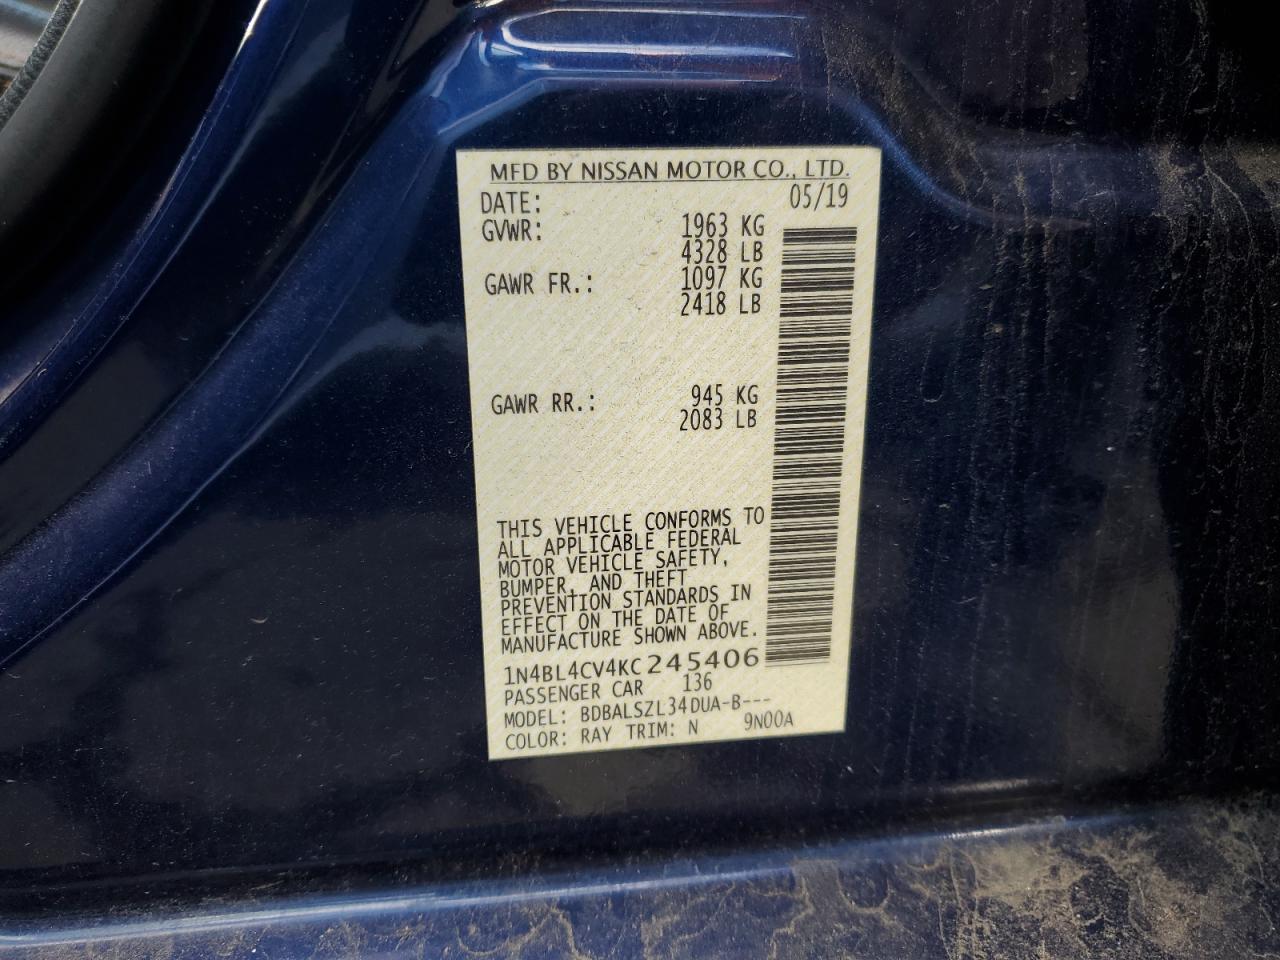 MFD BY NISSAN MOTOR CO., LTD.
DATE: 05/19
GVWR: 1963 KG
4328 LB
GAWR FR.: 1097 KG
2418 LB
GAWR RR.: 945 KG
2083 LB
THIS VEHICLE CONFORMS TO
ALL APPLICABLE FEDERAL
MOTOR VEHICLE SAFETY,
BUMPER, AND THEFT
PREVENTION STANDARDS IN
EFFECT ON THE DATE OF
MANUFACTURE SHOWN ABOVE.
1N4BL4CV4KC245406
PASSENGER CAR 136
MODEL: BDBALSZL34DUA-B---
COLOR: RAY TRIM: N 9N00A